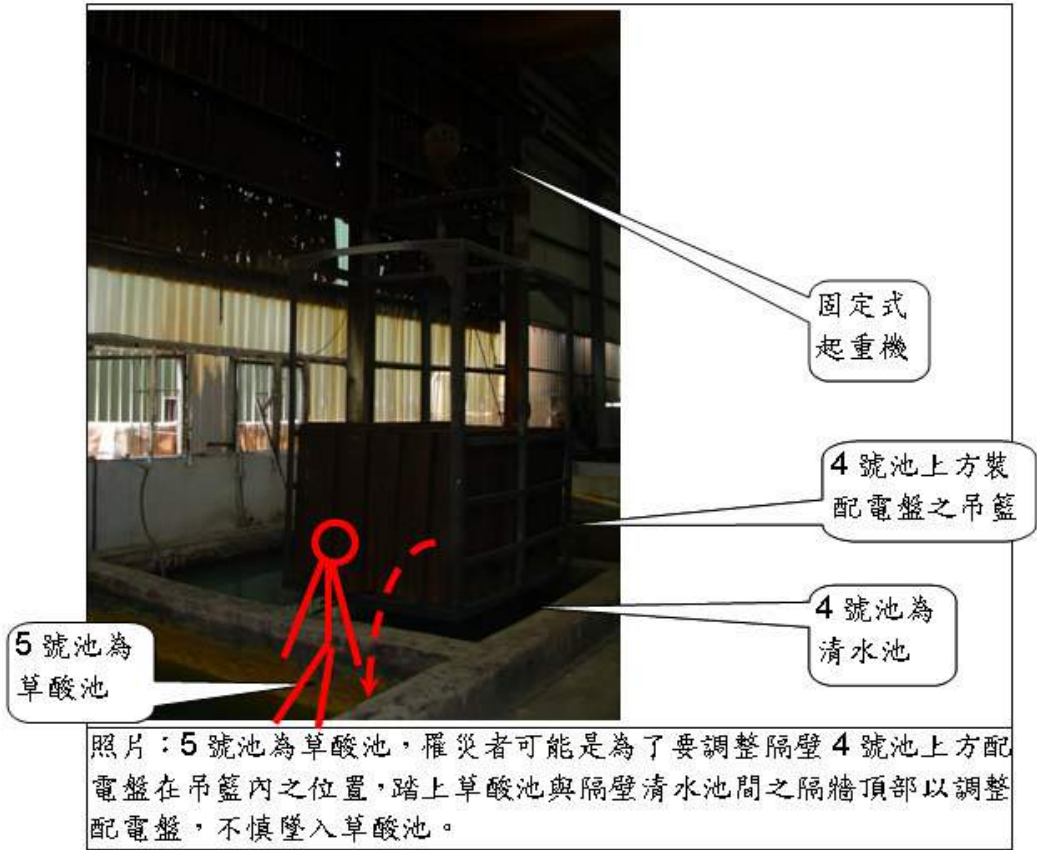 固定式
起重機
4 號池上方裝
配電盤之吊籃
4 號池為
清水池
5 號池為
草酸池
照片：5 號池為草酸池，罹災者可能是為了要調整隔壁 4 號池上方配
電盤在吊籃內之位置，踏上草酸池與隔壁清水池間之隔牆頂部以調整
配電盤，不慎墜入草酸池。